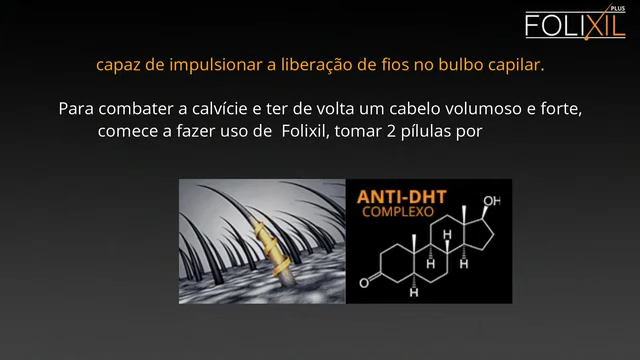 PLUS
FOLIXIL
capaz de impulsionar a liberação de fios no bulbo capilar.
Para combater a calvície e ter de volta um cabelo volumoso e forte,
comece a fazer uso de Folixil, tomar 2 pílulas por
ANTI-DHT
COMPLEXO
OH
H
H
H
O
H